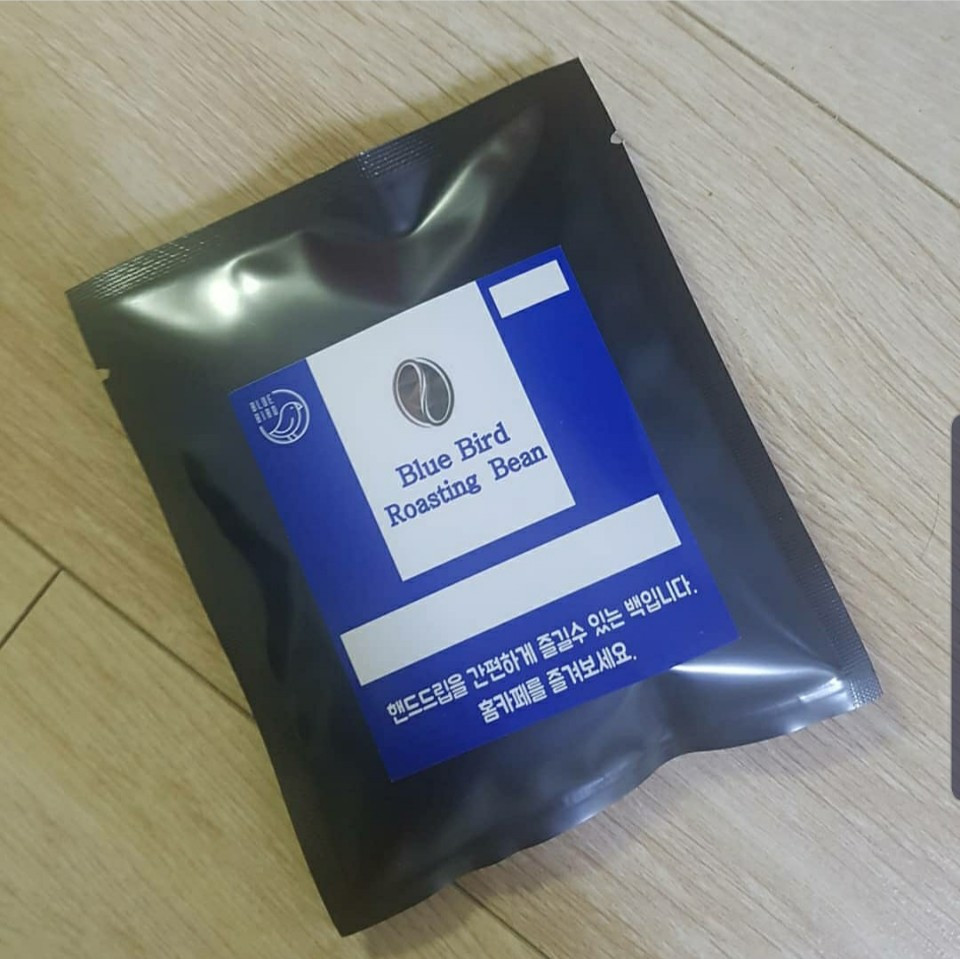 BLUE
BIRD
Blue Bird
Roasting Bean
핸드드립을 간편하게 즐길수 있는 백입니다.
홈카페를 즐겨보세요.